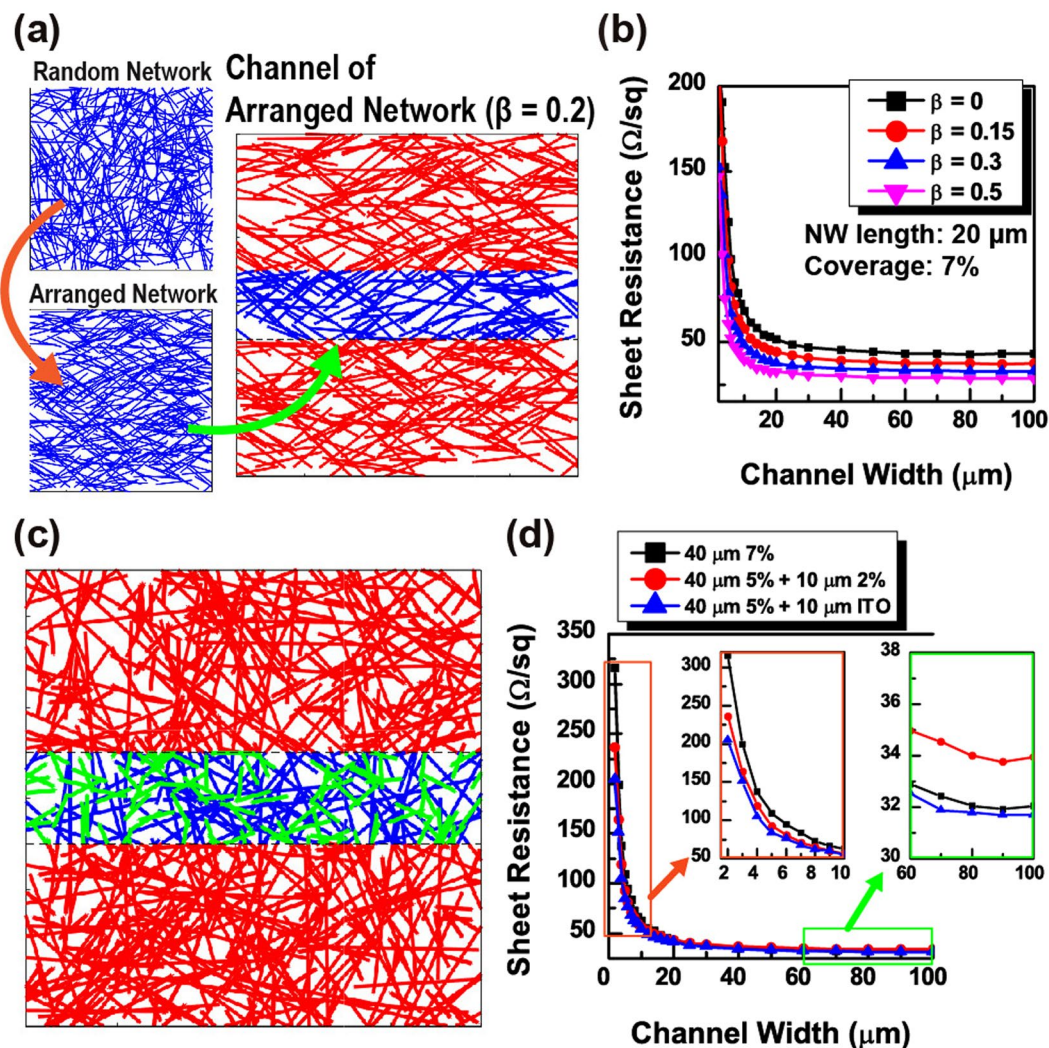 (a)
Random Network
Channel of
Arranged Network (β = 0.2)
Arranged Network
(b)
200
150
100
50
Sheet Resistance (Ω/sq)
β = 0
β = 0.15
β = 0.3
β = 0.5
NW length: 20 μm
Coverage: 7%
20 40 60 80 100
Channel Width (μm)
(c)
(d)
40 μm 7%
40 μm 5% + 10 μm 2%
40 μm 5% + 10 μm ITO
350
300
250
200
150
100
50
Sheet Resistance (Ω/sq)
300
250
200
150
100
50
2 4 6 8 10
38
36
34
32
30
60 80 100
0 20 40 60 80 100
Channel Width (μm)